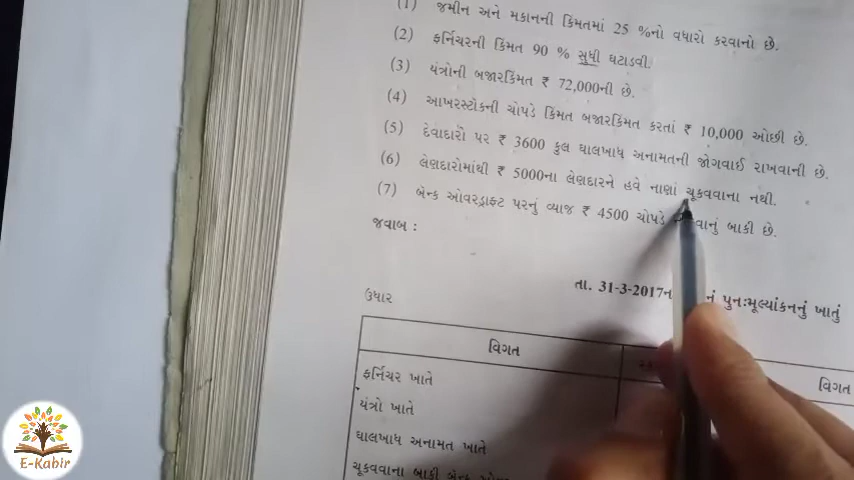 (1) જમીન અને મકાનની કિંમતમાં 25 %નો વધારો કરવાનો છે.
(2) ફર્નિચરની કિંમત 90 % સુધી ઘટાડવી.
(3) યંત્રોની બજારકિંમત ₹ 72,000ની છે.
(4) આખરસ્ટૉકની ચોપડે કિંમત બજારકિંમત કરતાં ₹ 10,000 ઓછી છે.
(5) દેવાદારો પર ₹ 3600 કુલ ઘાલખાધ અનામતની જોગવાઈ રાખવાની છે.
(6) લેણદારોમાંથી ₹ 5000ના લેણદારને હવે નાણાં ચૂકવવાના નથી.
(7) બૅન્ક ઓવરડ્રાફ્ટ પરનું વ્યાજ ₹ 4500 ચોપડે બાકી છે.
જવાબ :
તા. 31-3-2017ના પુનઃમૂલ્યાંકનનું ખાતું
ઉધાર
વિગત
વિગત
ફર્નિચર ખાતે
યંત્રો ખાતે
ઘાલખાધ અનામત ખાતે
ચૂકવવાના બાકી બૅન્ક
E-Kabir